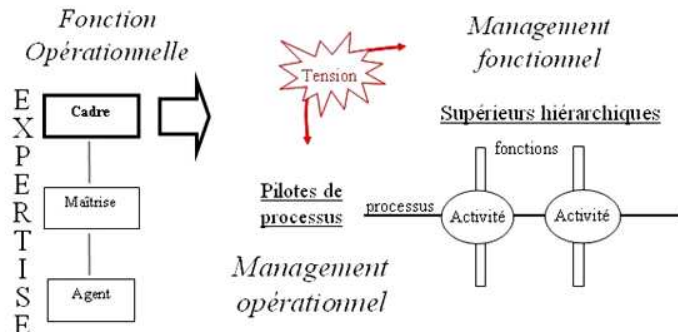 Fonction
Opérationnelle
EXPERTISE
Cadre
Maîtrise
Agent
Tension
Management
fonctionnel
Supérieurs hiérarchiques
fonctions
Pilotes de
processus
processus
Activité
Activité
Management
opérationnel